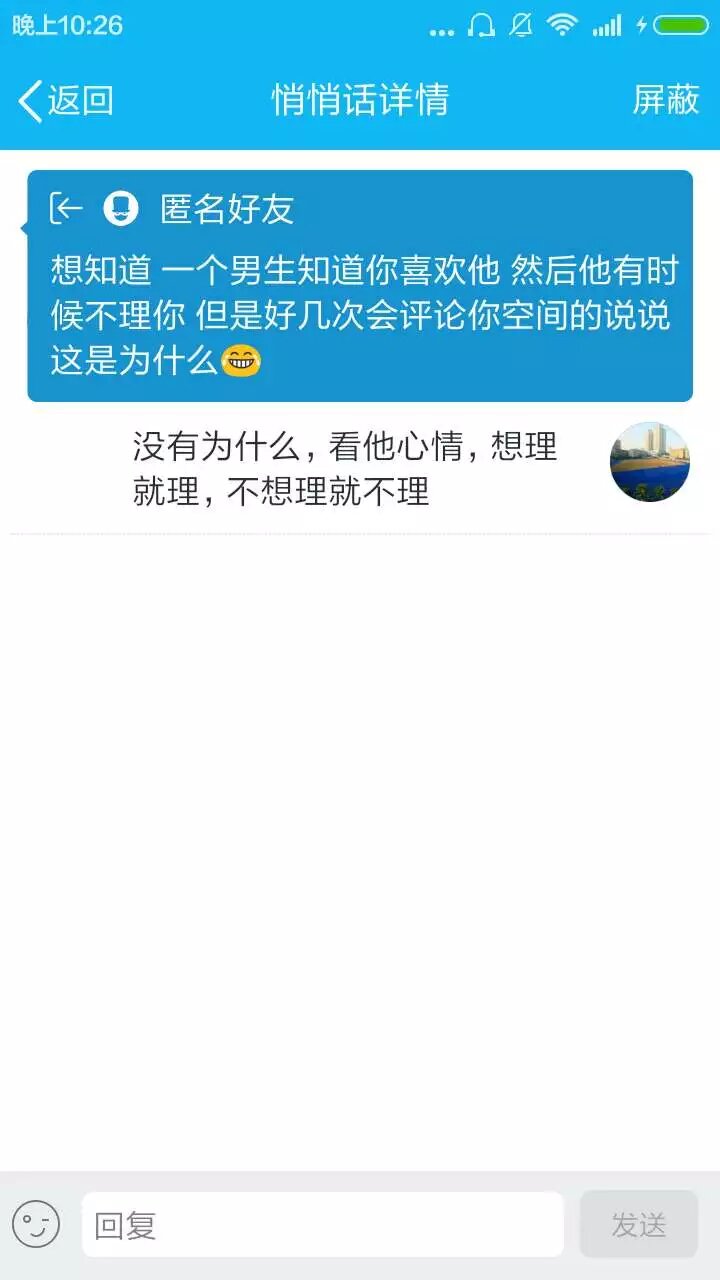 晚上10:26
返回 悄悄话详情 屏蔽
匿名好友
想知道 一个男生知道你喜欢他 然后他有时
候不理你 但是好几次会评论你空间的说说
这是为什么😂
没有为什么，看他心情，想理
就理，不想理就不理
回复 发送